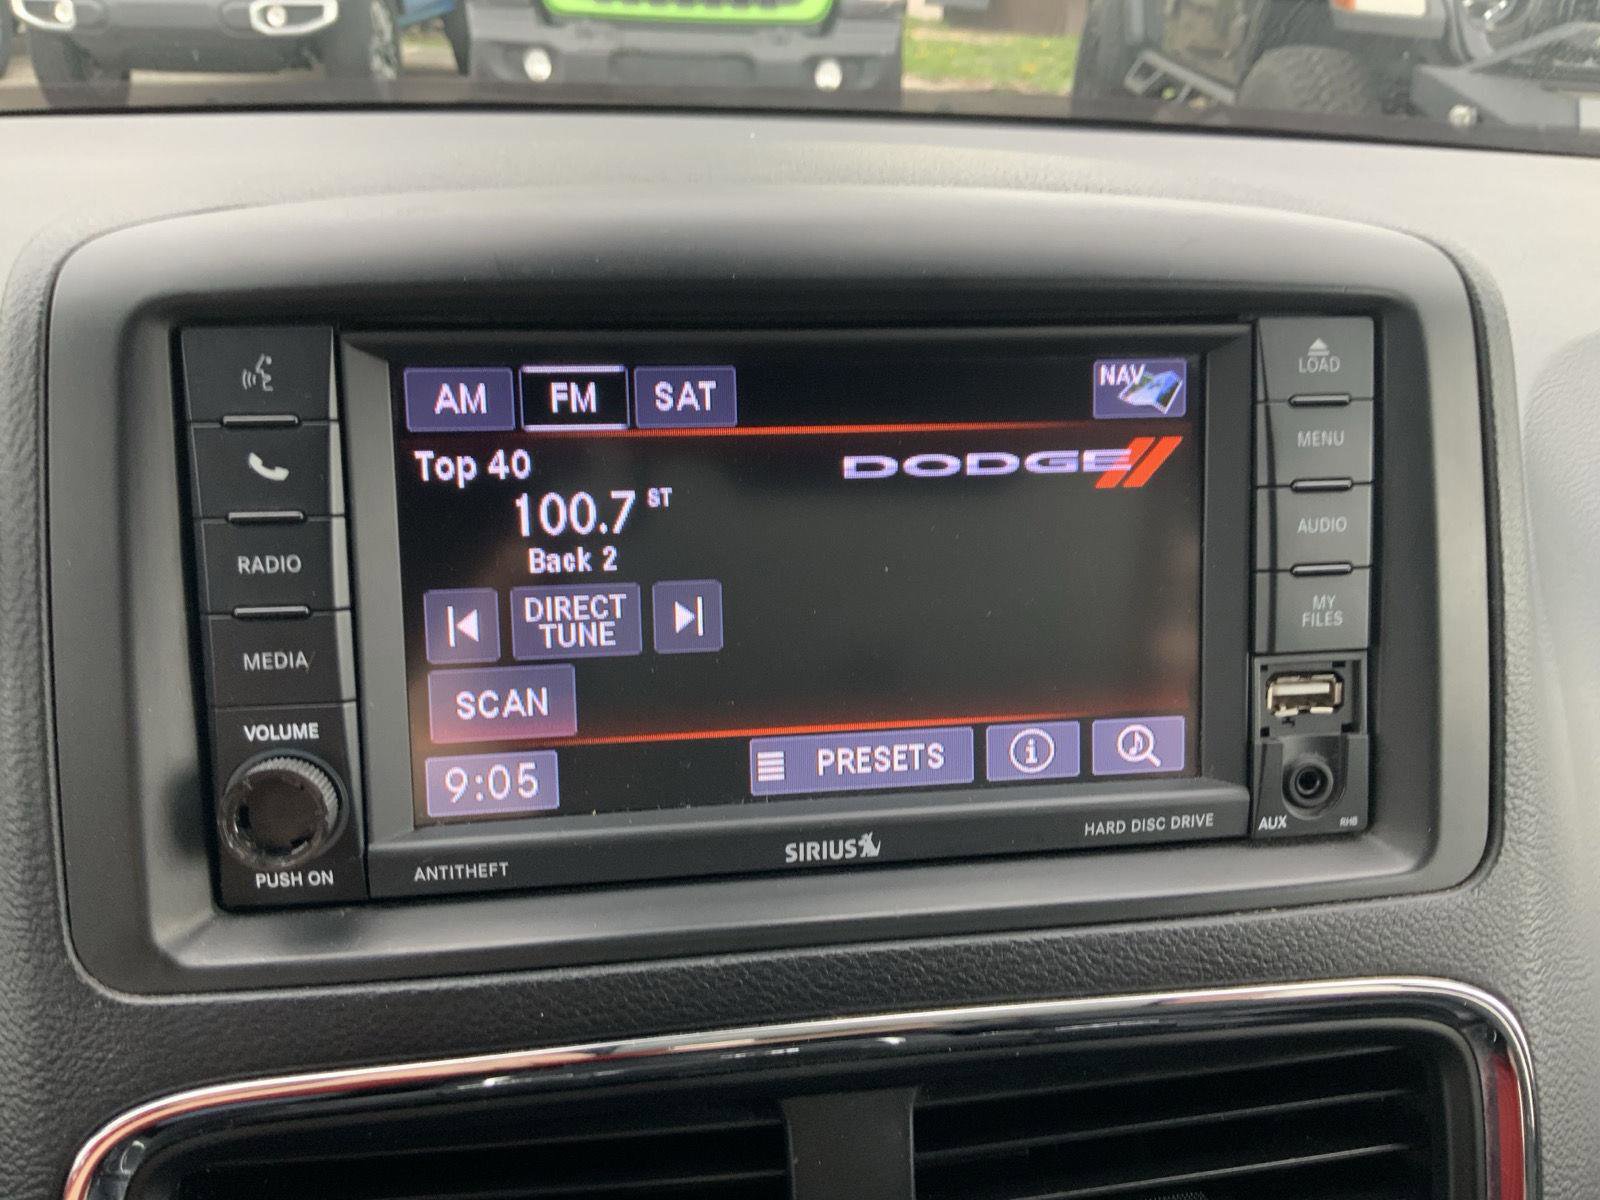 AM FM SAT NAV
Top 40
DODGE
100.7 ST
Back 2
DIRECT
TUNE
SCAN
9:05 PRESETS
RADIO
MEDIA
VOLUME
PUSH ON
LOAD
MENU
AUDIO
MY
FILES
AUX RHB
ANTITHEFT SIRIUS HARD DISC DRIVE